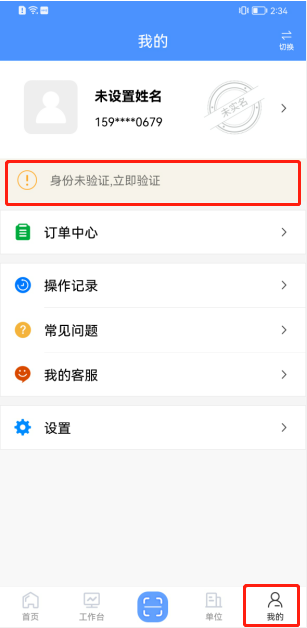 2:34
我的
切换
未设置姓名
159****0679
未实名
身份未验证,立即验证
订单中心
操作记录
常见问题
我的客服
设置
首页
工作台
单位
我的